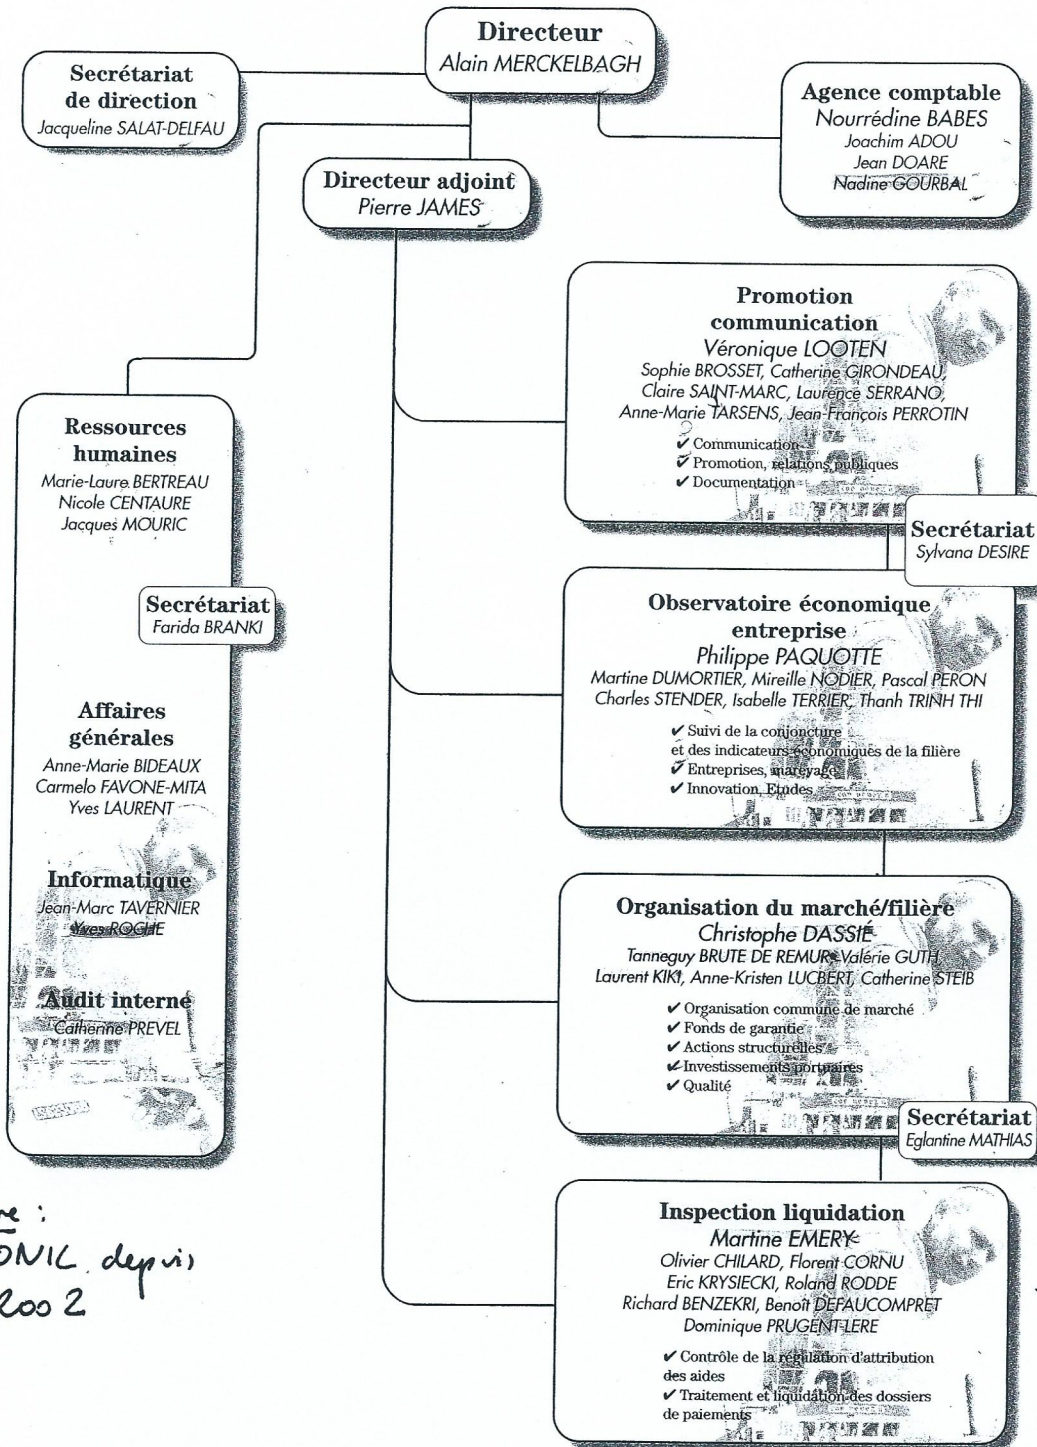 Directeur
Alain MERCKELBAGH
Secrétariat
de direction
Jacqueline SALAT-DELFAU
Agence comptable
Nourrédine BABES
Joachim ADOU
Jean DOARE
Nadine GOURBAL
Directeur adjoint
Pierre JAMES
Promotion
communication
Véronique LOOTEN
Sophie BROSSET, Catherine GIRONDEAU,
Claire SAINT-MARC, Laurence SERRANO,
Anne-Marie TARSENS, Jean-François PERROTIN
✔ Communication
✔ Promotion, relations publiques
✔ Documentation
Secrétariat
Sylvana DESIRE
Ressources
humaines
Marie-Laure BERTREAU
Nicole CENTAURE
Jacques MOURIC
Secrétariat
Farida BRANKI
Affaires
générales
Anne-Marie BIDEAUX
Carmelo FAVONE-MITA
Yves LAURENT
Informatique
Jean-Marc TAVERNIER
Yves ROCHE
Audit interne
Catherine PREVEL
Observatoire économique
entreprise
Philippe PAQUOTTE
Martine DUMORTIER, Mireille NODIER, Pascal PERON
Charles STENDER, Isabelle TERRIER, Thanh TRINH THI
✔ Suivi de la conjoncture
et des indicateurs économiques de la filière
✔ Entreprises, mareyage
✔ Innovation, Etudes
Organisation du marché/filière
Christophe DASSIÉ
Tanneguy BRUTE DE REMUR, Valérie GUTH,
Laurent KIKI, Anne-Kristen LUCBERT, Catherine STEIB
✔ Organisation commune de marché
✔ Fonds de garantie
✔ Actions structurelles
✔ Investissements portuaires
✔ Qualité
Secrétariat
Eglantine MATHIAS
Inspection liquidation
Martine EMERY
Olivier CHILARD, Florent CORNU
Eric KRYSIECKI, Roland RODDE
Richard BENZEKRI, Benoît DEFAUCOMPRET
Dominique PRUGENT-LERE
✔ Contrôle de la régulation d'attribution
des aides
✔ Traitement et liquidation des dossiers
de paiements
depuis
2002